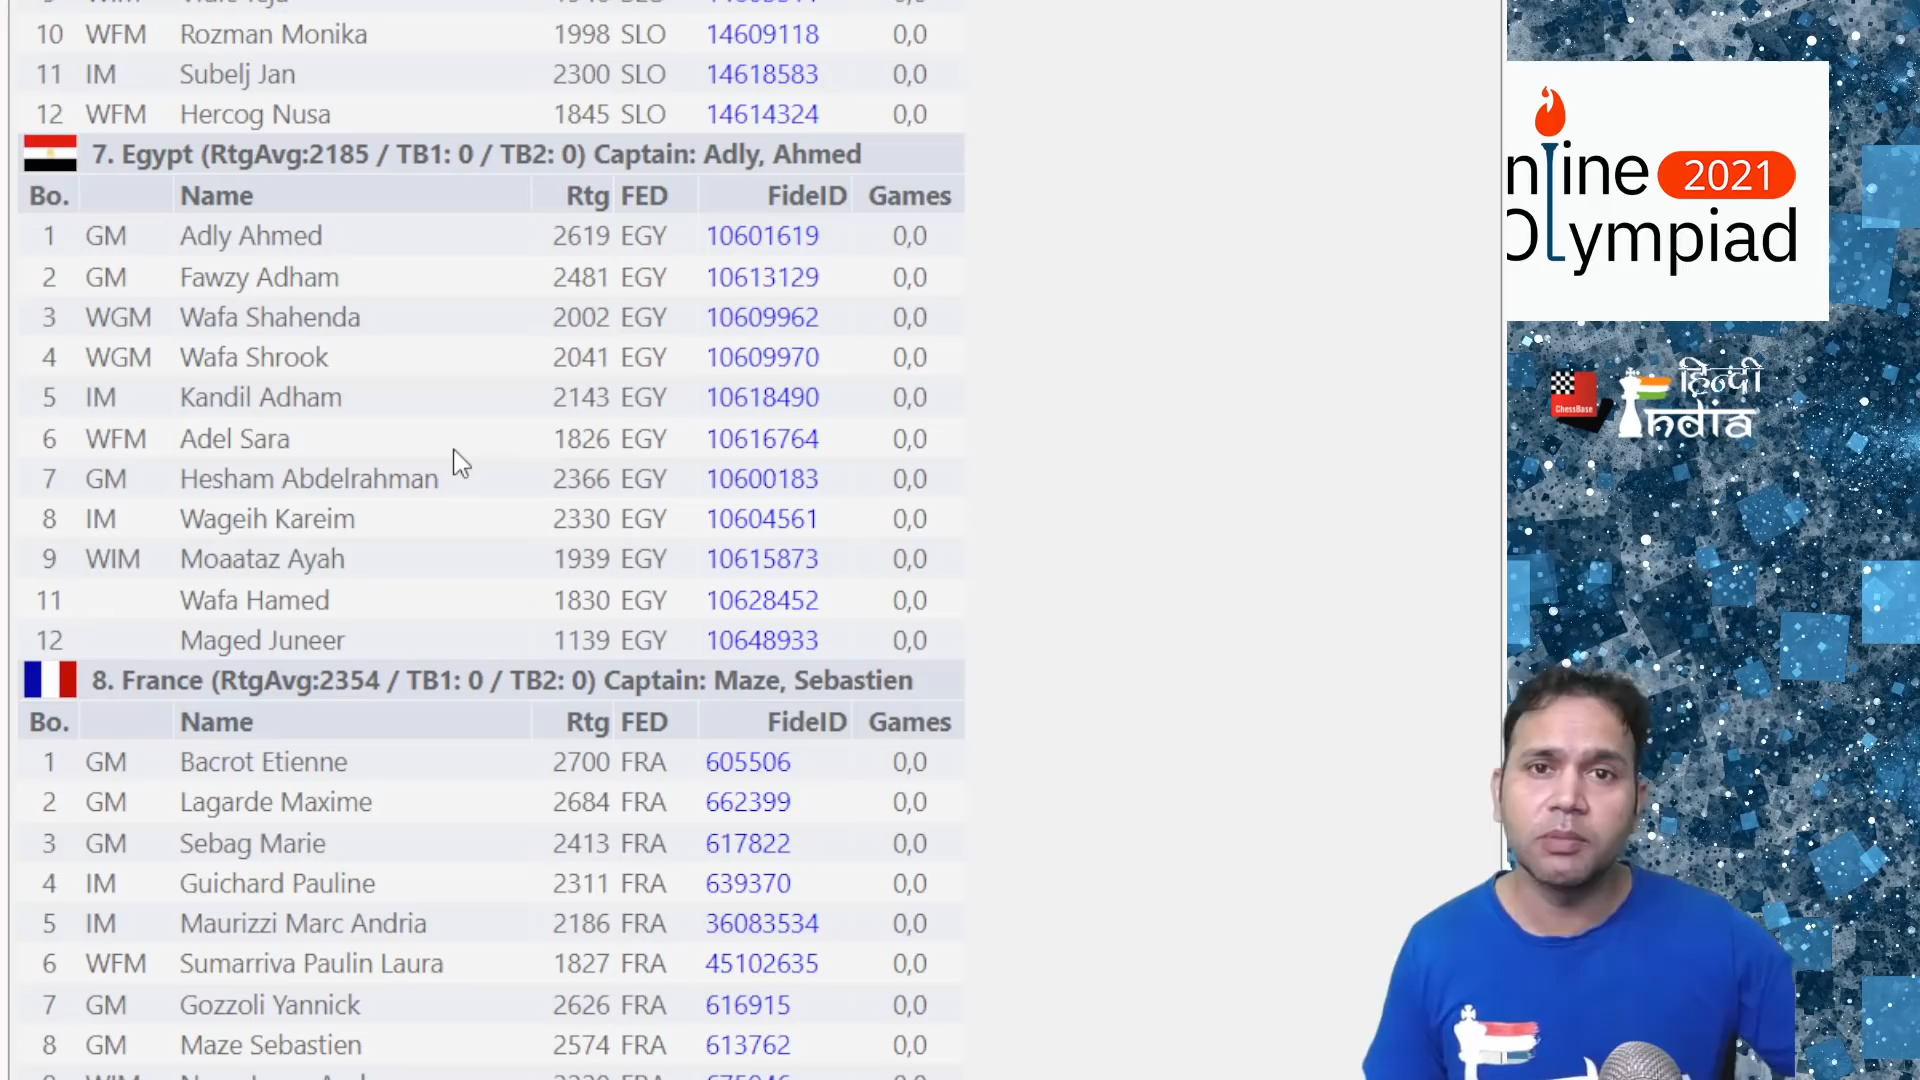 10 WFM Rozman Monika 1998 SLO 14609118 0,0
11 IM Subelj Jan 2300 SLO 14618583 0,0
12 WFM Hercog Nusa 1845 SLO 14614324 0,0
7. Egypt (RtgAvg:2185 / TB1: 0 / TB2: 0) Captain: Adly, Ahmed
Bo. Name Rtg FED FideID Games
1 GM Adly Ahmed 2619 EGY 10601619 0,0
2 GM Fawzy Adham 2481 EGY 10613129 0,0
3 WGM Wafa Shahenda 2002 EGY 10609962 0,0
4 WGM Wafa Shrook 2041 EGY 10609970 0,0
5 IM Kandil Adham 2143 EGY 10618490 0,0
6 WFM Adel Sara 1826 EGY 10616764 0,0
7 GM Hesham Abdelrahman 2366 EGY 10600183 0,0
8 IM Wageih Kareim 2330 EGY 10604561 0,0
9 WIM Moaataz Ayah 1939 EGY 10615873 0,0
11 Wafa Hamed 1830 EGY 10628452 0,0
12 Maged Juneer 1139 EGY 10648933 0,0
8. France (RtgAvg:2354 / TB1: 0 / TB2: 0) Captain: Maze, Sebastien
Bo. Name Rtg FED FideID Games
1 GM Bacrot Etienne 2700 FRA 605506 0,0
2 GM Lagarde Maxime 2684 FRA 662399 0,0
3 GM Sebag Marie 2413 FRA 617822 0,0
4 IM Guichard Pauline 2311 FRA 639370 0,0
5 IM Maurizzi Marc Andria 2186 FRA 36083534 0,0
6 WFM Sumarriva Paulin Laura 1827 FRA 45102635 0,0
7 GM Gozzoli Yannick 2626 FRA 616915 0,0
8 GM Maze Sebastien 2574 FRA 613762 0,0
nline 2021
Olympiad
ChessBase
हिन्दी
India